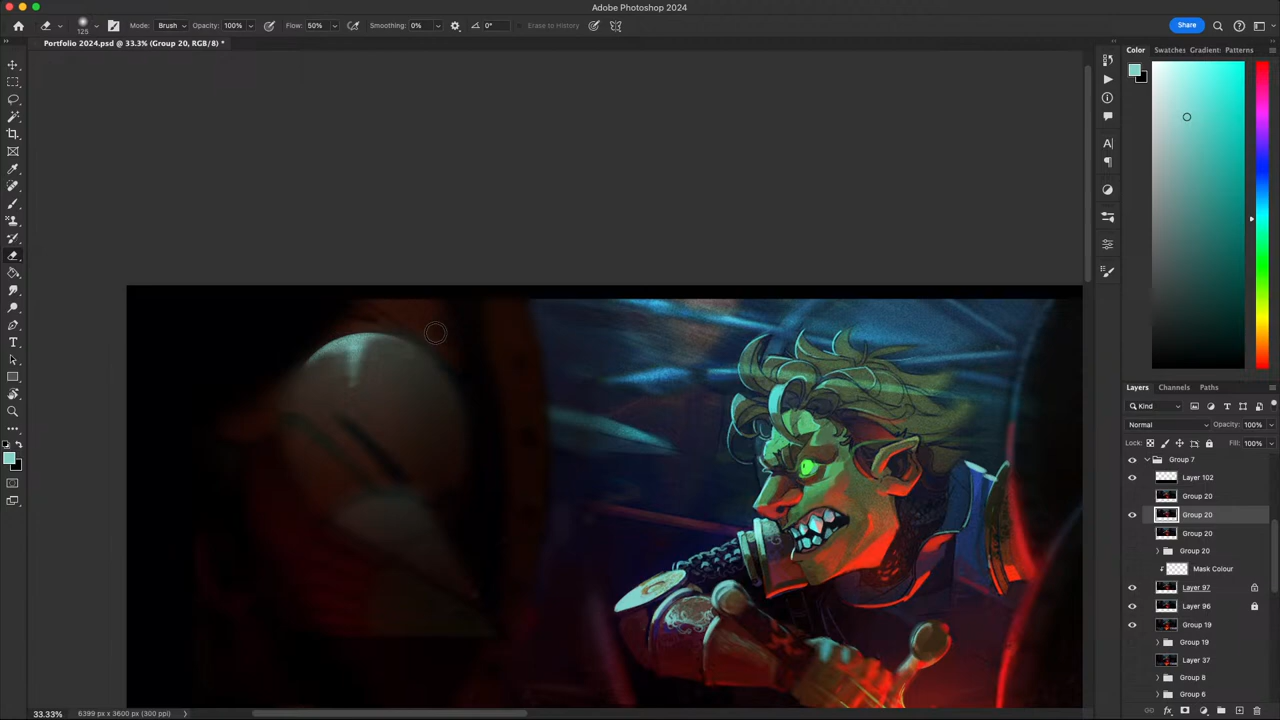 Adobe Photoshop 2024
125
Mode: Brush
Opacity: 100%
Flow: 50%
Smoothing: 0%
0°
Erase to History
Share
Portfolio 2024.psd @ 33.3% (Group 20, RGB/8) *
Color
Swatches
Gradient:
Patterns
Layers
Channels
Paths
Kind
Normal
Opacity: 100%
Lock:
Fill: 100%
Group 7
Layer 102
Group 20
Group 20
Group 20
Group 20
Mask Colour
Layer 97
Layer 96
Group 19
Group 19
Layer 37
Group 8
Group 6
33.33%
6399 px x 3600 px (300 ppi)